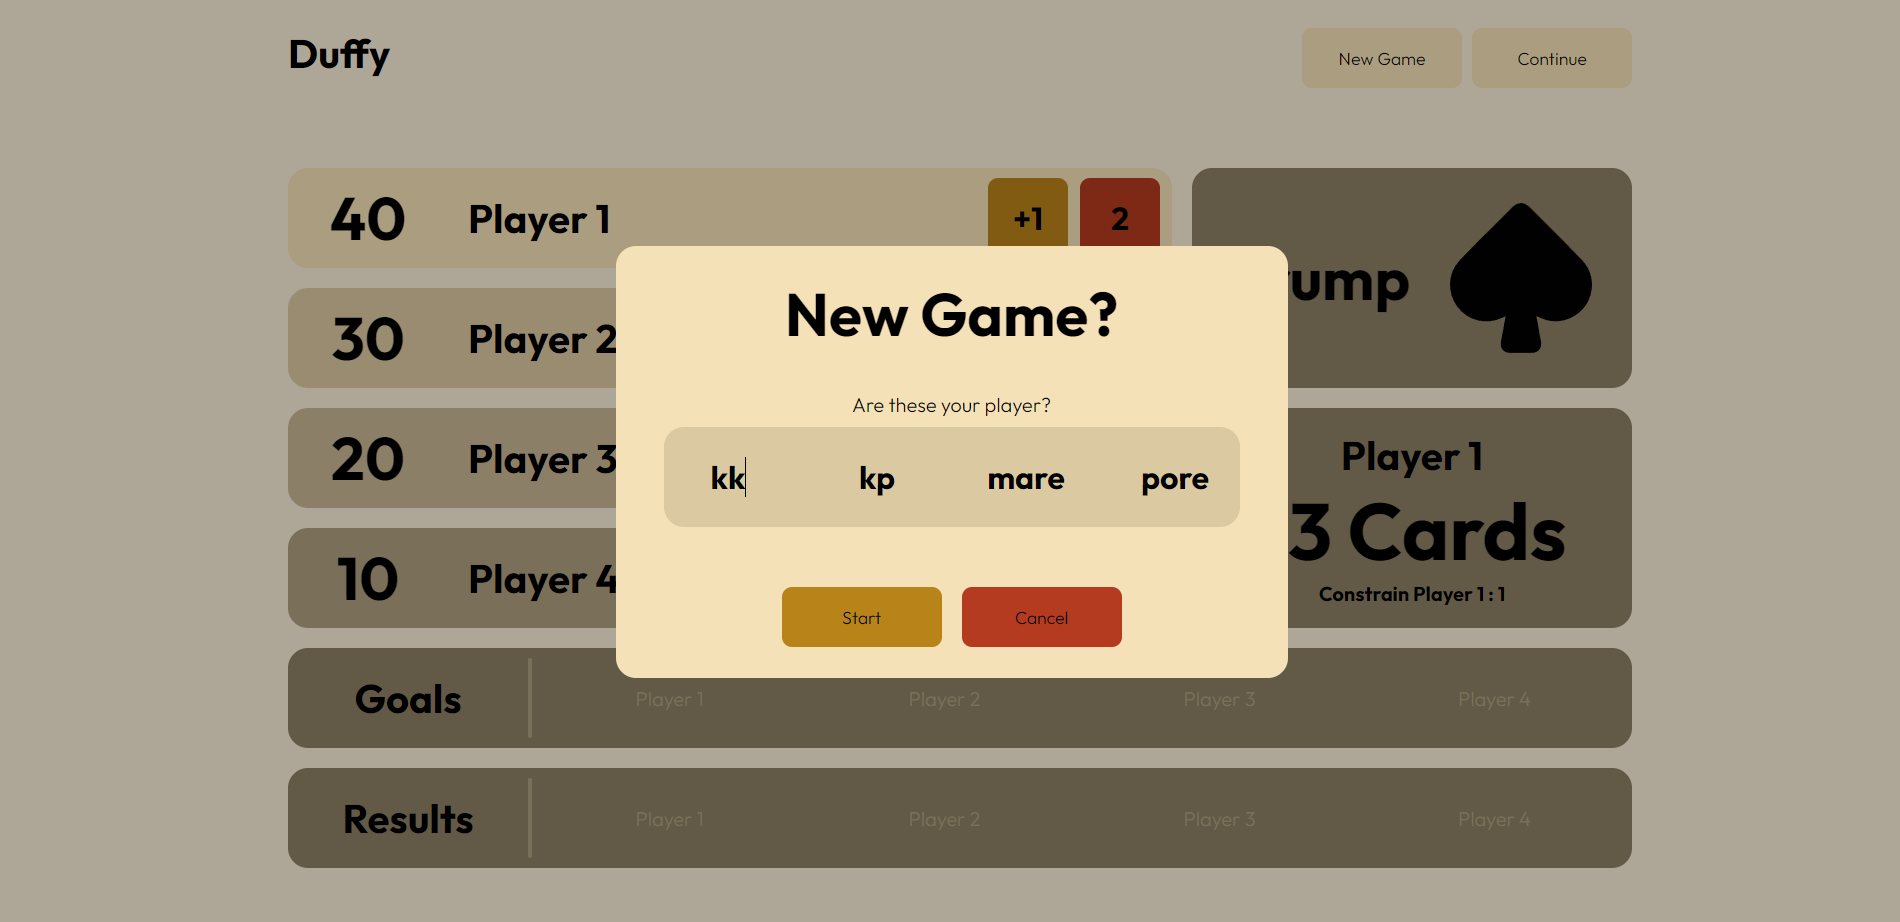 Duffy
New Game
Continue
40 Player 1 +1 2
30 Player 2
20 Player 3
10 Player 4
New Game?
Are these your player?
kk kp mare pore
Start Cancel
ump
Player 1
3 Cards
Constrain Player 1 : 1
Goals Player 1 Player 2 Player 3 Player 4
Results Player 1 Player 2 Player 3 Player 4